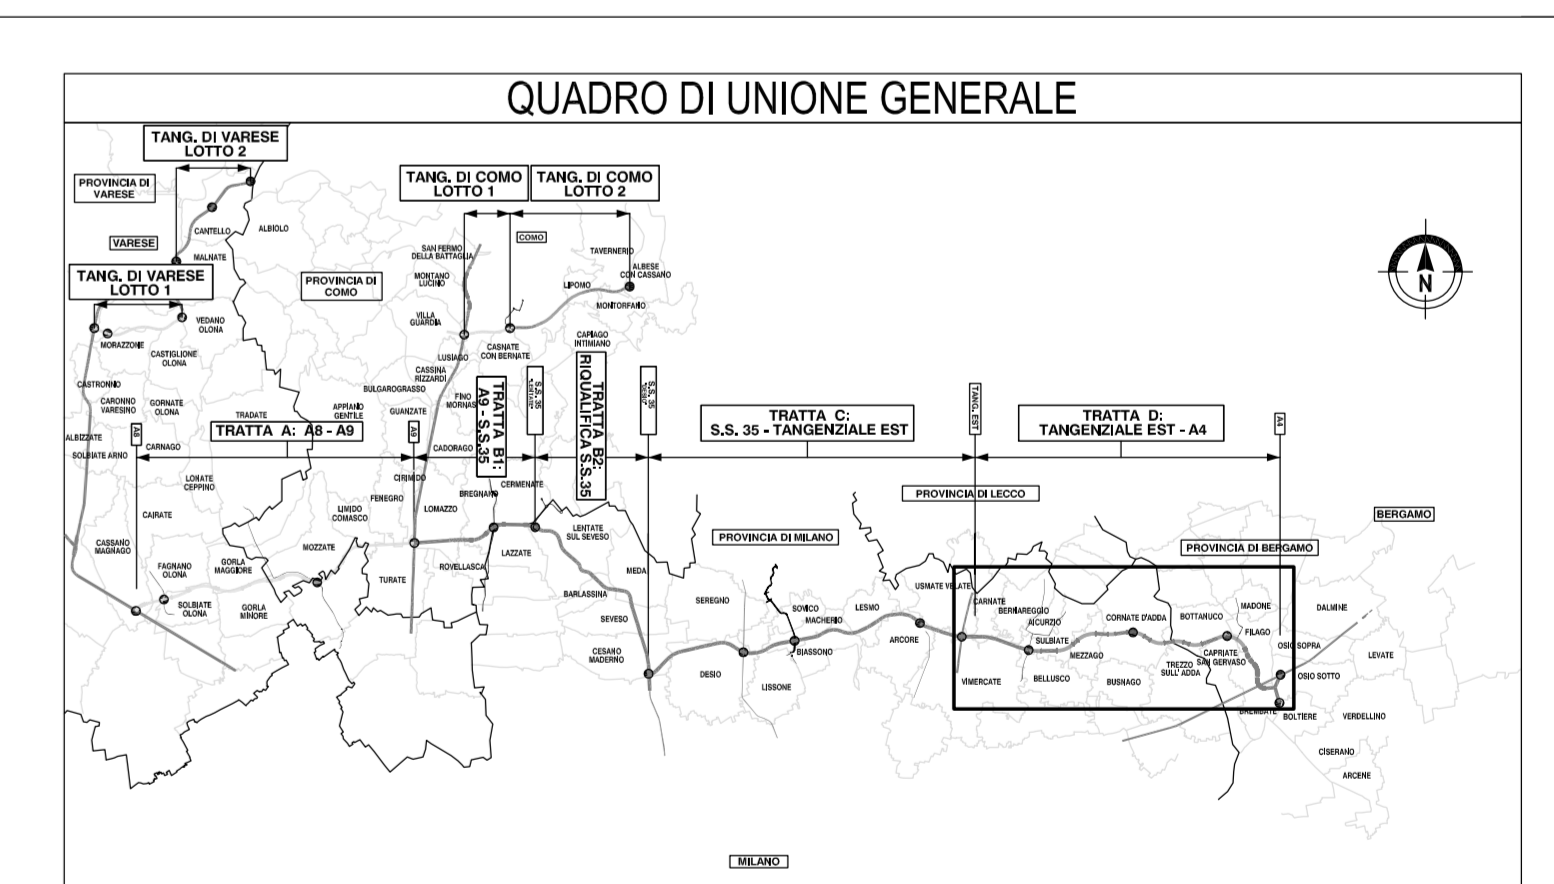 QUADRO DI UNIONE GENERALE
TANG. DI VARESE
LOTTO 2
PROVINCIA DI
VARESE
CANTELLO
ALBIOLO
VARESE
MALNATE
TANG. DI VARESE
LOTTO 1
PROVINCIA DI
COMO
VEDANO
OLONA
MORAZZONE
CASTIGLIONE
OLONA
TANG. DI COMO
LOTTO 1
TANG. DI COMO
LOTTO 2
COMO
SAN FERMO
DELLA BATTAGLIA
TAVERNERIO
ALBESE
CON CASSANO
MONTANO
LUCINO
LIPOMO
MONTORFANO
VILLA
GUARDIA
CAPIAGO
INTIMIANO
LUSIAGO
CASNATE
CON BERNATE
CASSINA
RIZZARDI
BULGAROGRASSO
FINO
MORNAS
CASTRONNO
CARONNO
VARESINO
GORNATE
OLONA
TRADATE
APPIANO
GENTILE
GUANZATE
ALBIZZATE
SOLBIATE ARNO
A8
CARNAGO
TRATTA A: A8 - A9
A9
CADORAGO
TRATTA B1:
A9 - S.S.35
S.S. 35
TRATTA B2:
RIQUALIFICA S.S.35
S.S. 35
"DESIO"
TRATTA C:
S.S. 35 - TANGENZIALE EST
TANG. EST
TRATTA D:
TANGENZIALE EST - A4
A4
N
LONATE
CEPPINO
CIRIMIDO
FENEGRO
CERMENATE
BREGNANO
LIMIDO
COMASCO
LOMAZZO
CAIRATE
CASSANO
MAGNAGO
MOZZATE
LAZZATE
LENTATE
SUL SEVESO
PROVINCIA DI LECCO
BERGAMO
PROVINCIA DI MILANO
PROVINCIA DI BERGAMO
FAGNANO
OLONA
GORLA
MAGGIORE
TURATE
ROVELLASCA
MEDA
BARLASSINA
SOLBIATE
OLONA
GORLA
MINORE
SEVESO
SEREGNO
SOVICO
MACHERIO
LESMO
USMATE VELATE
CARNATE
BERNAREGGIO
AICURZIO
CORNATE D'ADDA
BOTTANUCO
MADONE
DALMINE
FILAGO
CESANO
MADERNO
BIASSONO
ARCORE
SULBIATE
MEZZAGO
CAPRIATE
SAN GERVASO
OSIO SOPRA
LEVATE
DESIO
LISSONE
VIMERCATE
BELLUSCO
BUSNAGO
TREZZO
SULL' ADDA
OSIO SOTTO
BREMBATE
BOLTIERE
VERDELLINO
CISERANO
ARCENE
MILANO